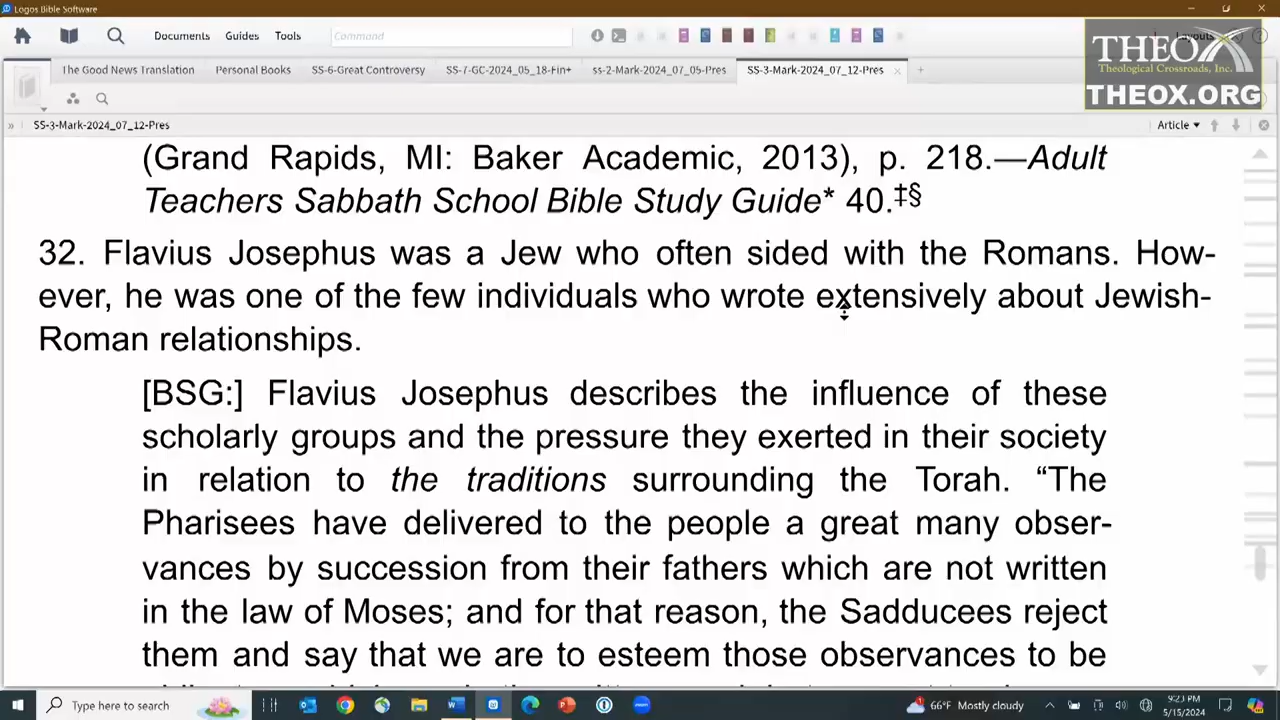 Logos Bible Software
Documents Guides Tools Command Layouts
THEOX
Theological Crossroads, Inc.
THEOX.ORG
The Good News Translation Personal Books SS-6-Great Controver 05_18-Fin+ ss-2-Mark-2024_07_05-Pres SS-3-Mark-2024_07_12-Pres
SS-3-Mark-2024_07_12-Pres Article
(Grand Rapids, MI: Baker Academic, 2013), p. 218.—Adult
Teachers Sabbath School Bible Study Guide* 40.‡§
32. Flavius Josephus was a Jew who often sided with the Romans. How-
ever, he was one of the few individuals who wrote extensively about Jewish-
Roman relationships.
[BSG:] Flavius Josephus describes the influence of these
scholarly groups and the pressure they exerted in their society
in relation to the traditions surrounding the Torah. “The
Pharisees have delivered to the people a great many obser-
vances by succession from their fathers which are not written
in the law of Moses; and for that reason, the Sadducees reject
them and say that we are to esteem those observances to be
Type here to search
66°F Mostly cloudy
9:23 PM
5/15/2024